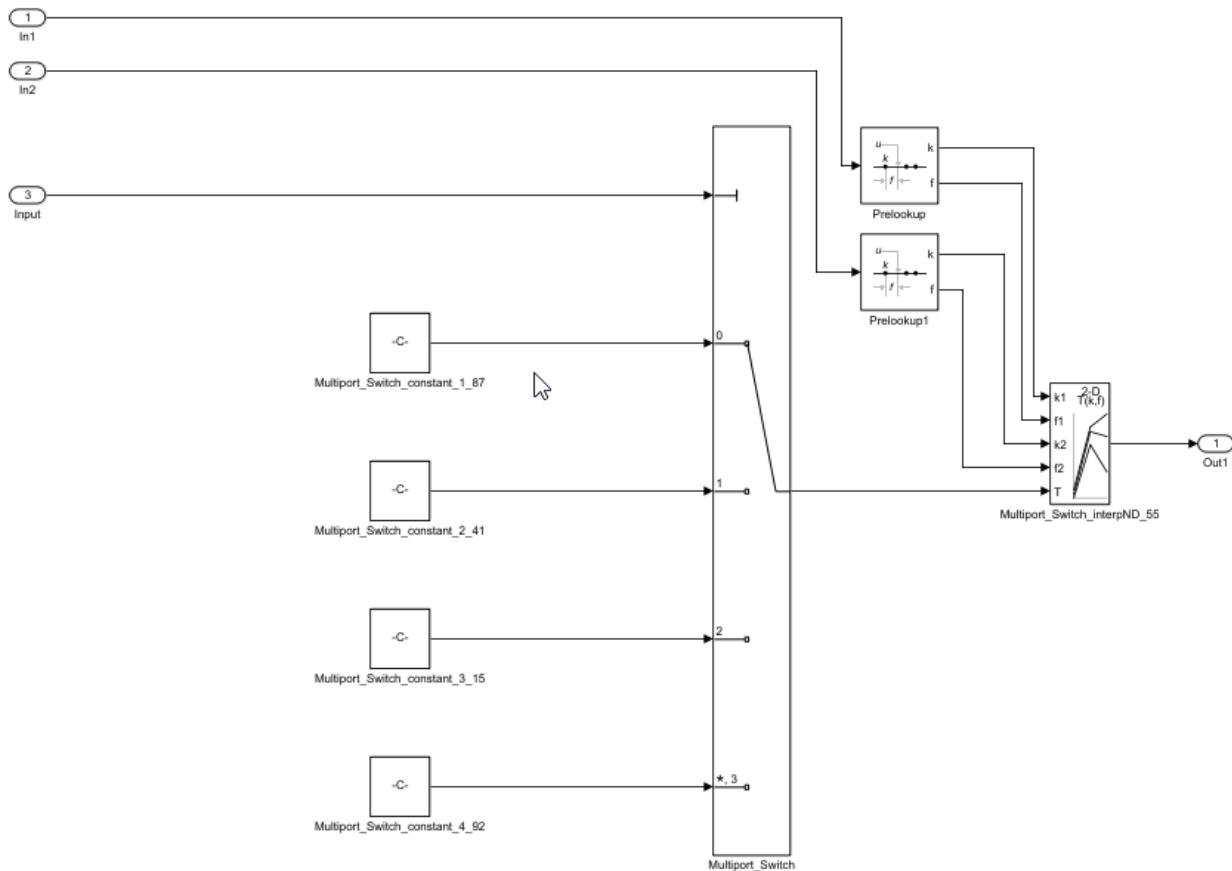 1
In1
2
In2
3
Input
u
k
f
k
f
Prelookup
u
k
f
k
f
Prelookup1
-C-
Multiport_Switch_constant_1_87
0
-C-
Multiport_Switch_constant_2_41
1
-C-
Multiport_Switch_constant_3_15
2
-C-
Multiport_Switch_constant_4_92
*, 3
Multiport_Switch
2-D
T(k,f)
k1
f1
k2
f2
T
Multiport_Switch_interpND_55
1
Out1